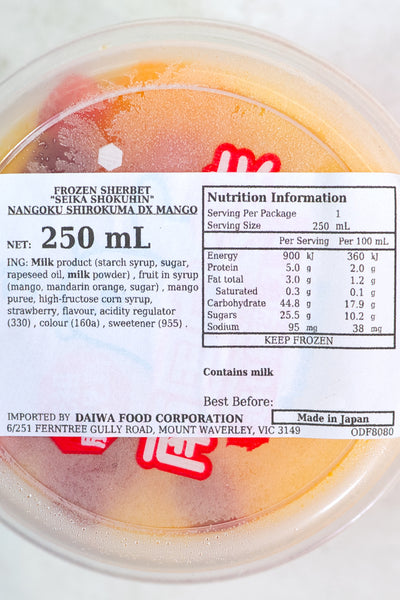 FROZEN SHERBET
"SEIKA SHOKUHIN"
NANGOKU SHIROKUMA DX MANGO
NET: 250 mL
ING: Milk product (starch syrup, sugar,
rapeseed oil, milk powder) , fruit in syrup
(mango, mandarin orange, sugar) , mango
puree, high-fructose corn syrup,
strawberry, flavour, acidity regulator
(330) , colour (160a) , sweetener (955) .
Nutrition Information
Serving Per Package 1
Serving Size 250 mL
Per Serving Per 100 mL
Energy 900 kJ 360 kJ
Protein 5.0 g 2.0 g
Fat total 3.0 g 1.2 g
Saturated 0.3 g 0.1 g
Carbohydrate 44.8 g 17.9 g
Sugars 25.5 g 10.2 g
Sodium 95 mg 38 mg
KEEP FROZEN
Contains milk
Best Before:
IMPORTED BY DAIWA FOOD CORPORATION
6/251 FERNTREE GULLY ROAD, MOUNT WAVERLEY, VIC 3149
Made in Japan
ODF8080